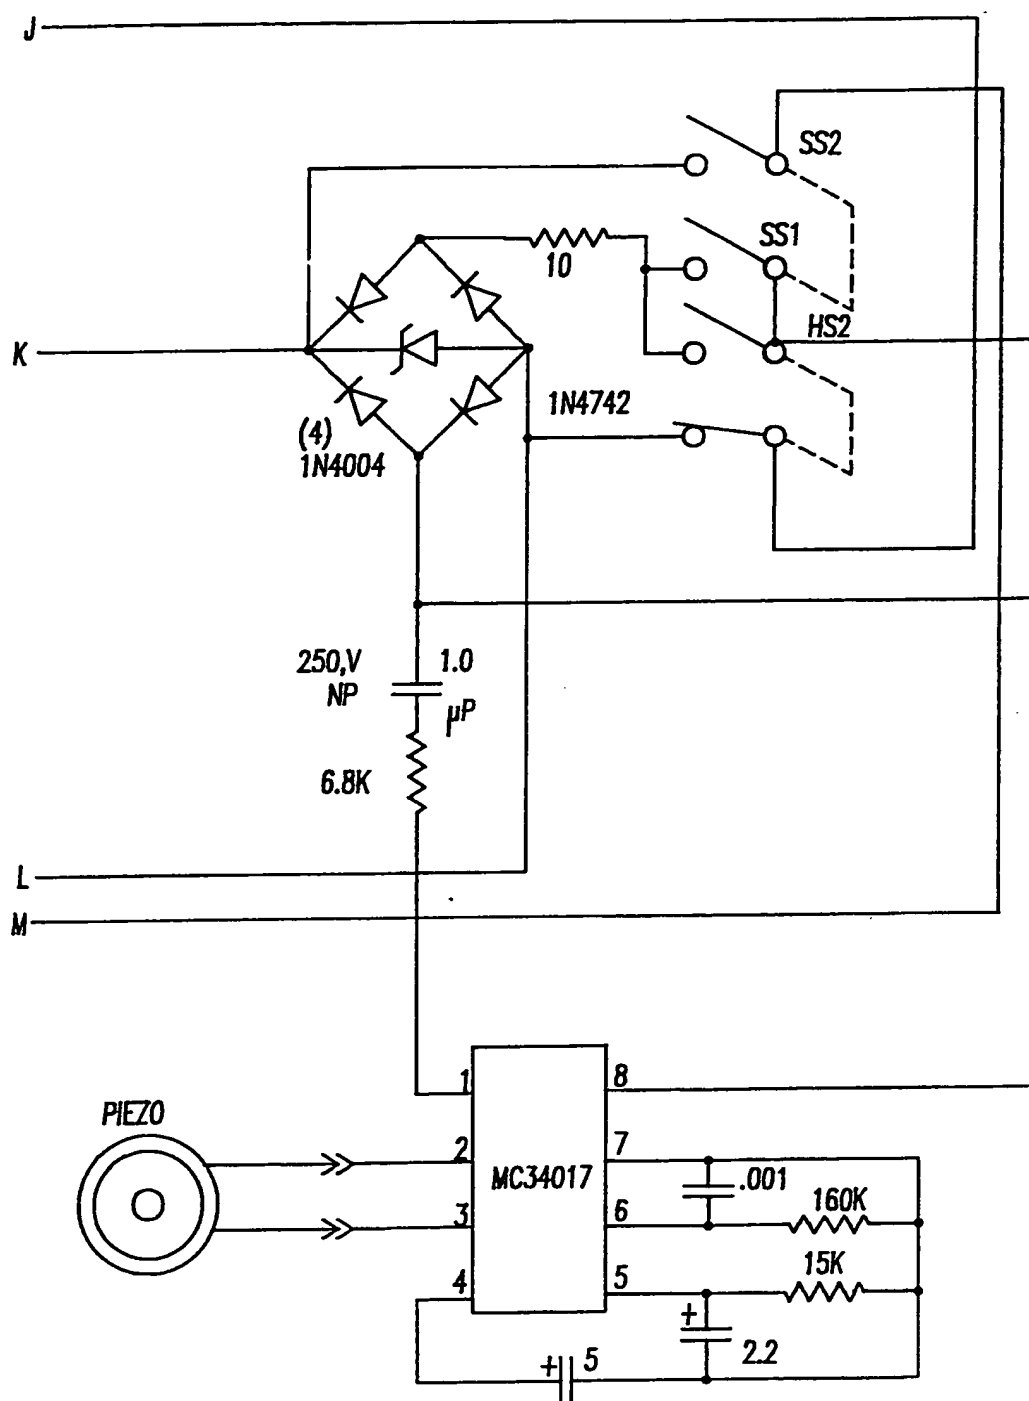 J
SS2
SS1
10
HS2
K
1N4742
(4)
1N4004
250,V
NP
1.0
µP
6.8K
L
M
1
8
PIEZO
2
7
MC34017
.001
3
6
160K
4
5
15K
+
2.2
+
5